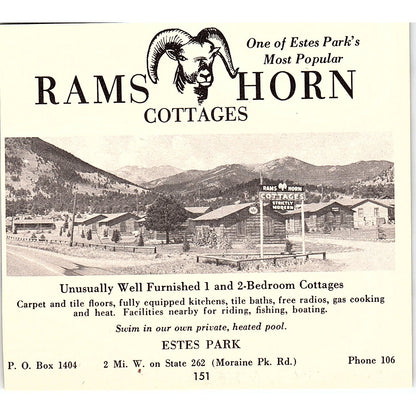 One of Estes Park's
Most Popular
RAMS HORN
COTTAGES
RAMS HORN
COTTAGES
STRICTLY
MODERN
Unusually Well Furnished 1 and 2-Bedroom Cottages
Carpet and tile floors, fully equipped kitchens, tile baths, free radios, gas cooking
and heat. Facilities nearby for riding, fishing, boating.
Swim in our own private, heated pool.
ESTES PARK
P. O. Box 1404 2 Mi. W. on State 262 (Moraine Pk. Rd.) Phone 106
151